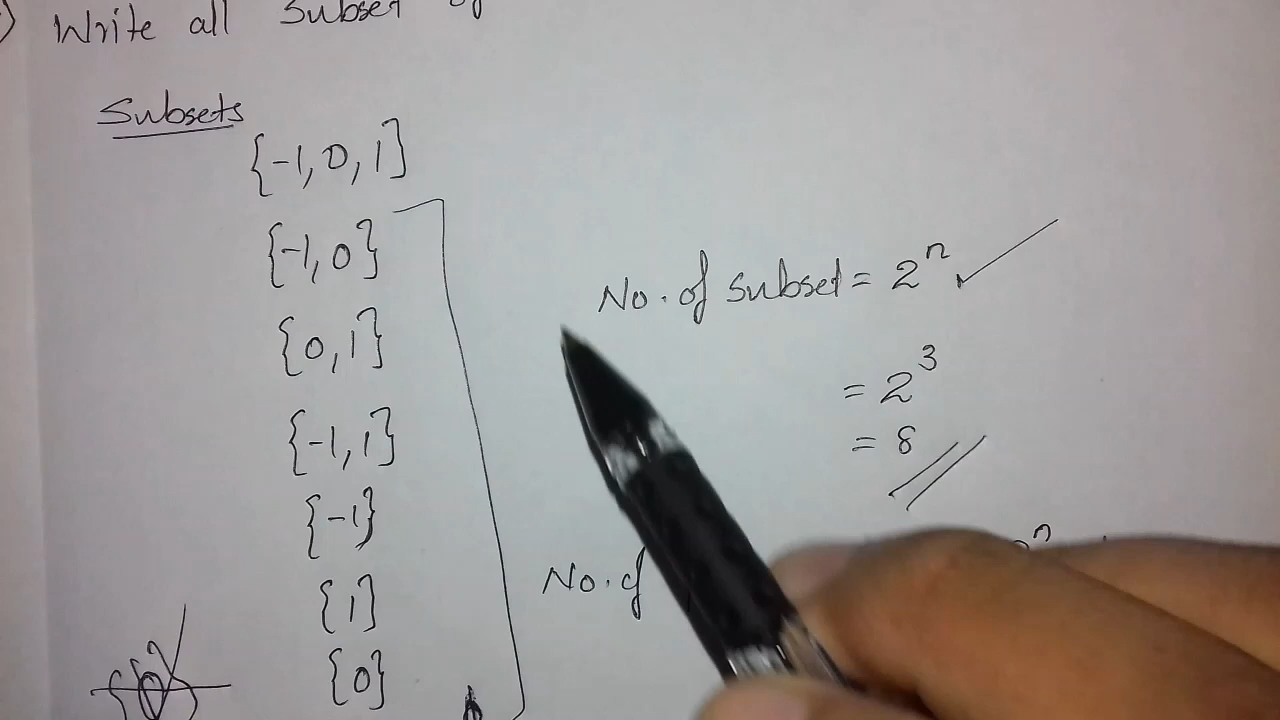 ) Write all Subset of
Subsets
{-1, 0, 1}
{-1, 0}
{0, 1}
{-1, 1}
{-1}
{1}
{0}
No. of subset = 2ⁿ ✓
= 2³
= 8
No. of